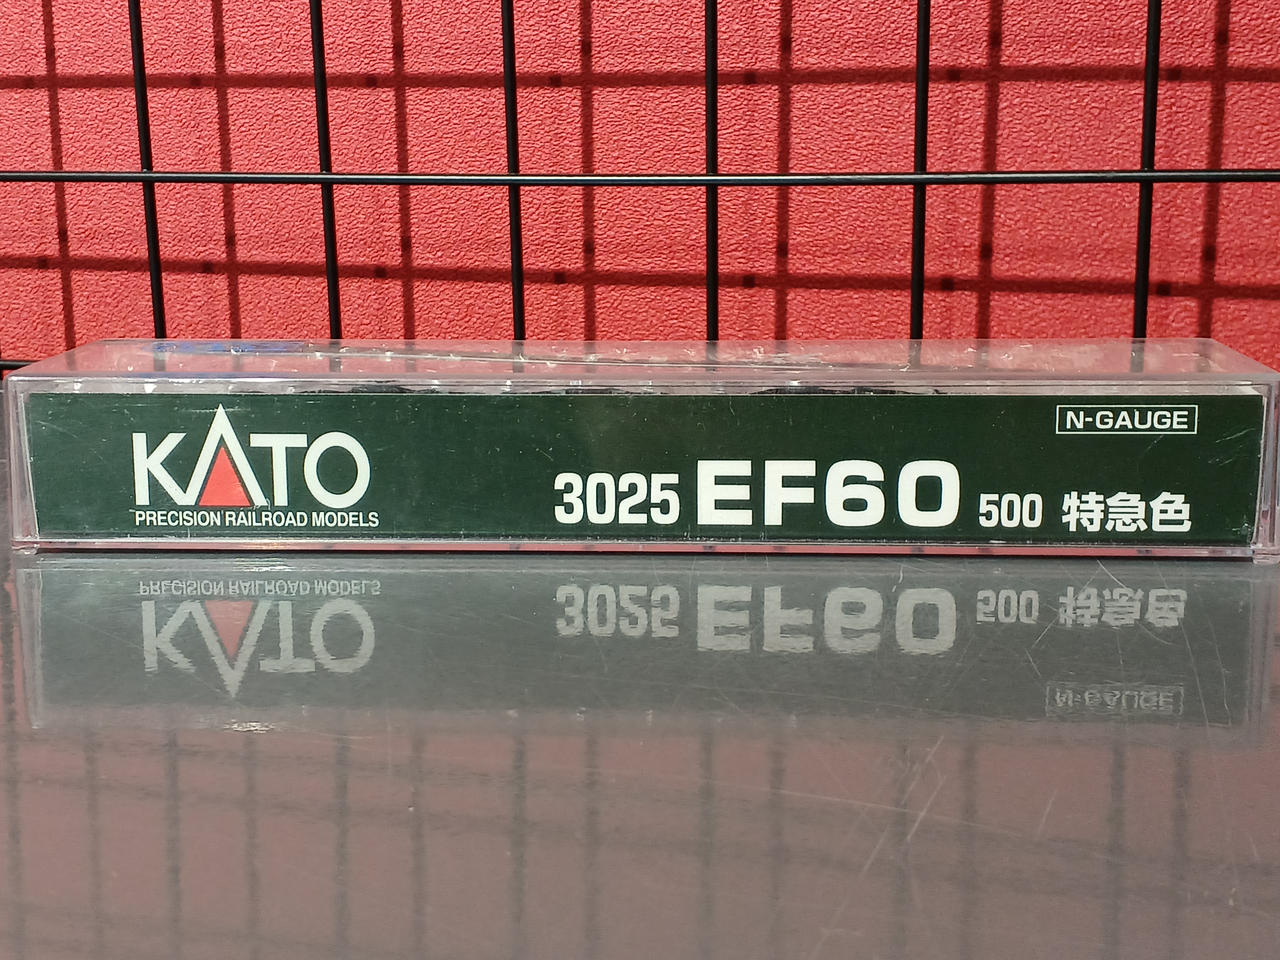 KATO
PRECISION RAILROAD MODELS
N-GAUGE
3025 EF60 500 特急色